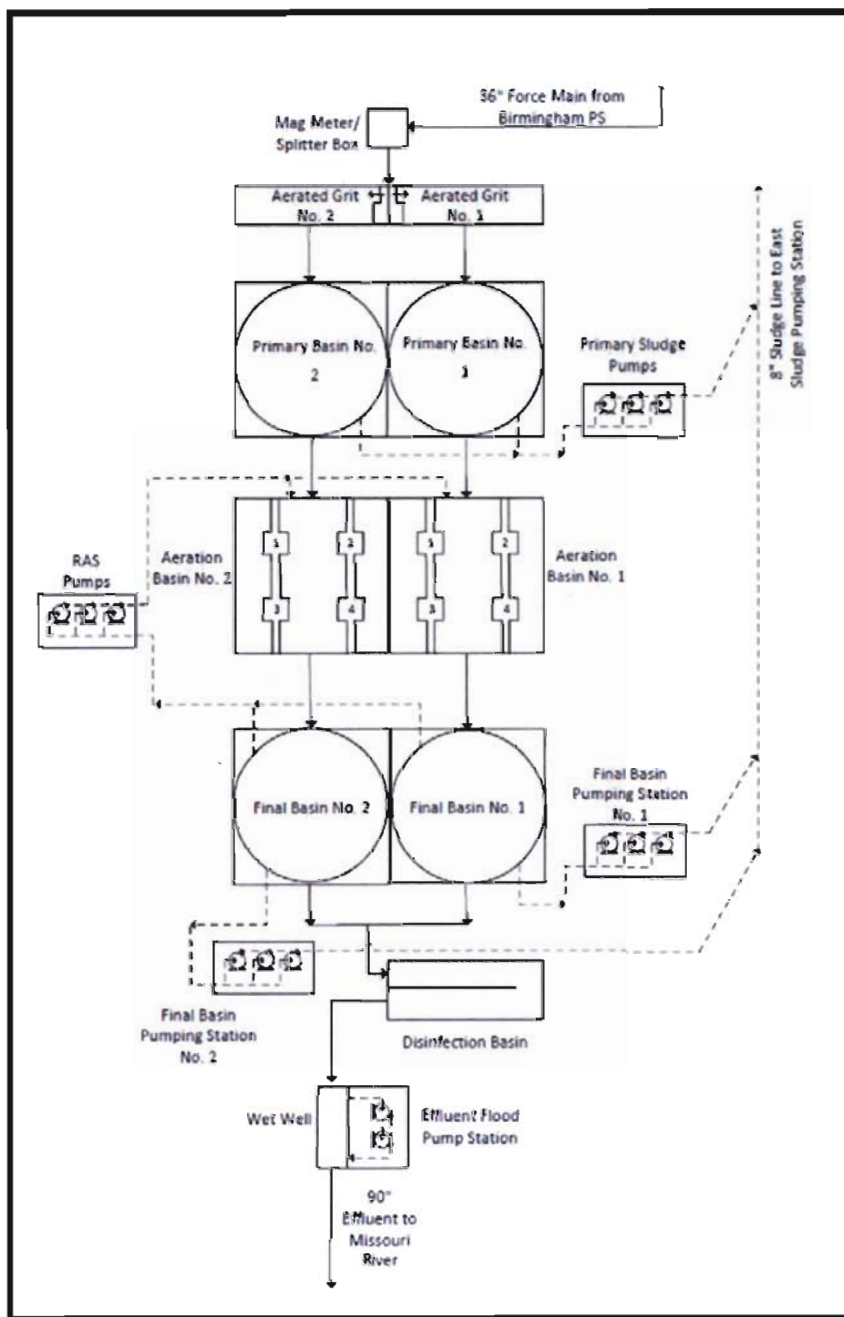 36" Force Main from
Birmingham PS
Mag Meter/
Splitter Box
Aerated Grit
No. 2
Aerated Grit
No. 1
8" Sludge Line to East
Sludge Pumping Station
Primary Basin No.
2
Primary Basin No.
1
Primary Sludge
Pumps
RAS
Pumps
Aeration
Basin No. 2
1
2
3
4
1
2
3
4
Aeration
Basin No. 1
Final Basin No. 2
Final Basin No. 1
Final Basin
Pumping Station
No. 1
Final Basin
Pumping Station
No. 2
Disinfection Basin
Wet Well
Effluent Flood
Pump Station
90"
Effluent to
Missouri
River